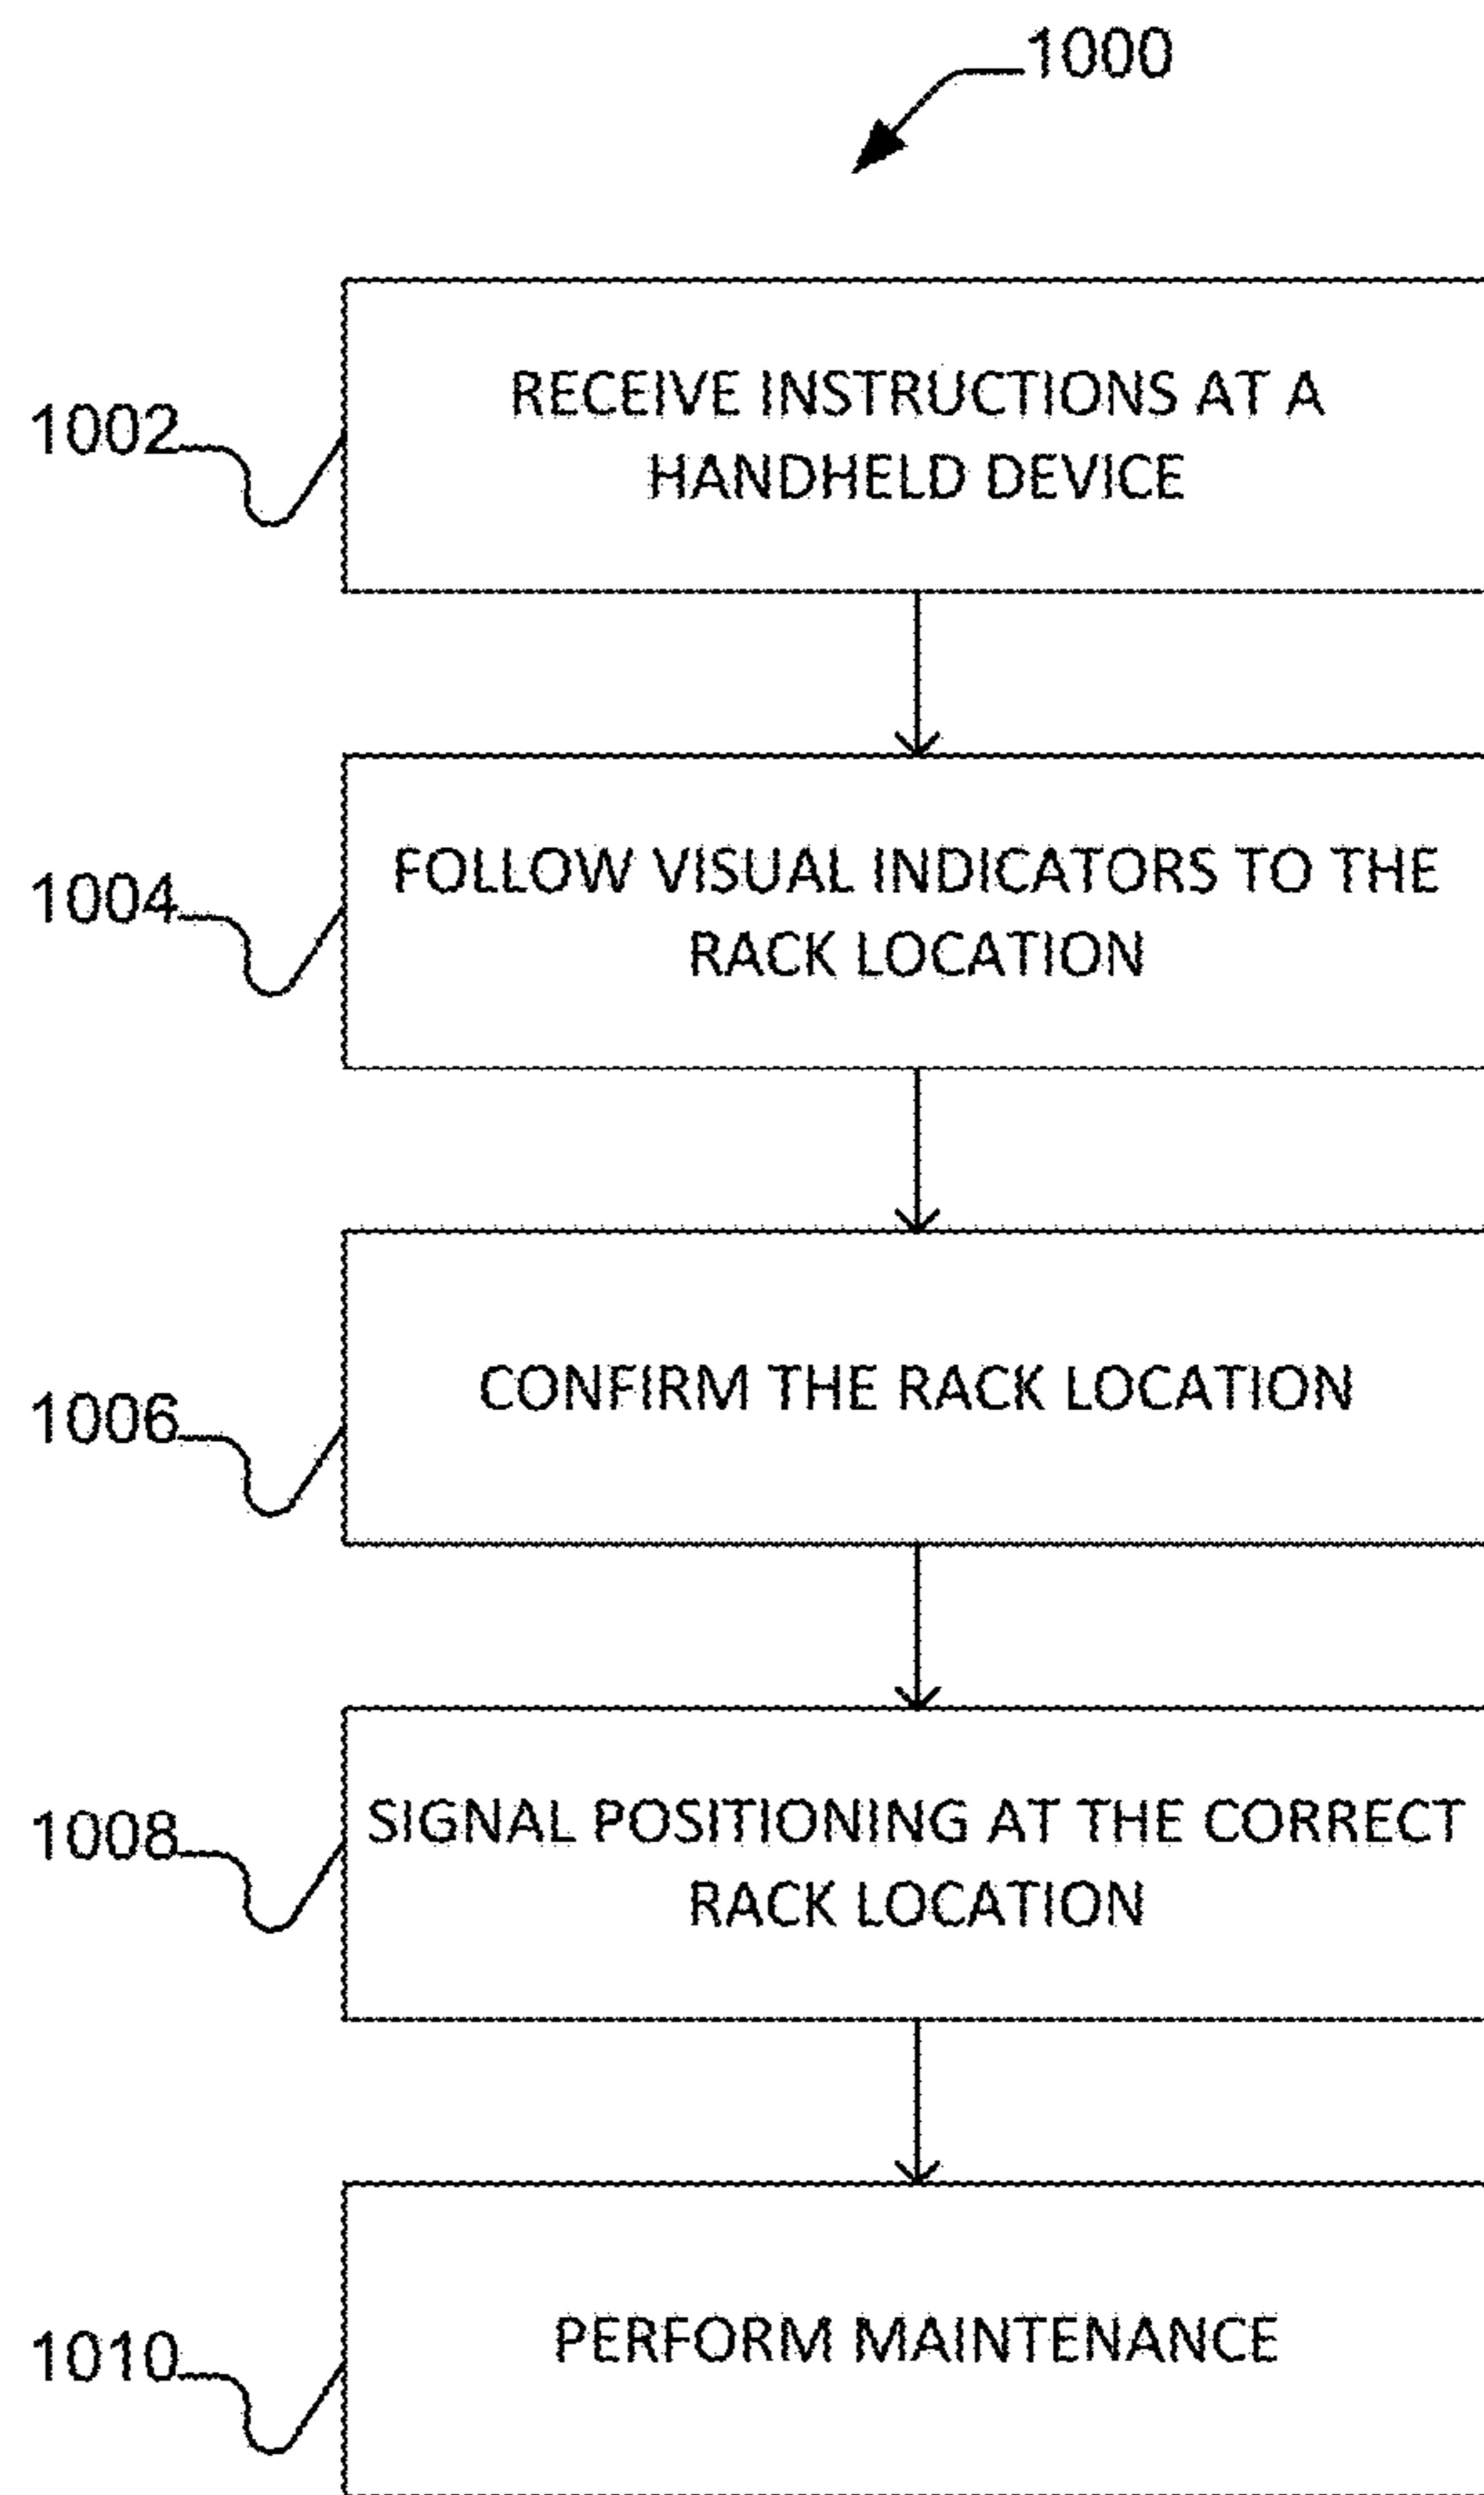 1000
1002
RECEIVE INSTRUCTIONS AT A
HANDHELD DEVICE
1004
FOLLOW VISUAL INDICATORS TO THE
RACK LOCATION
1006
CONFIRM THE RACK LOCATION
1008
SIGNAL POSITIONING AT THE CORRECT
RACK LOCATION
1010
PERFORM MAINTENANCE